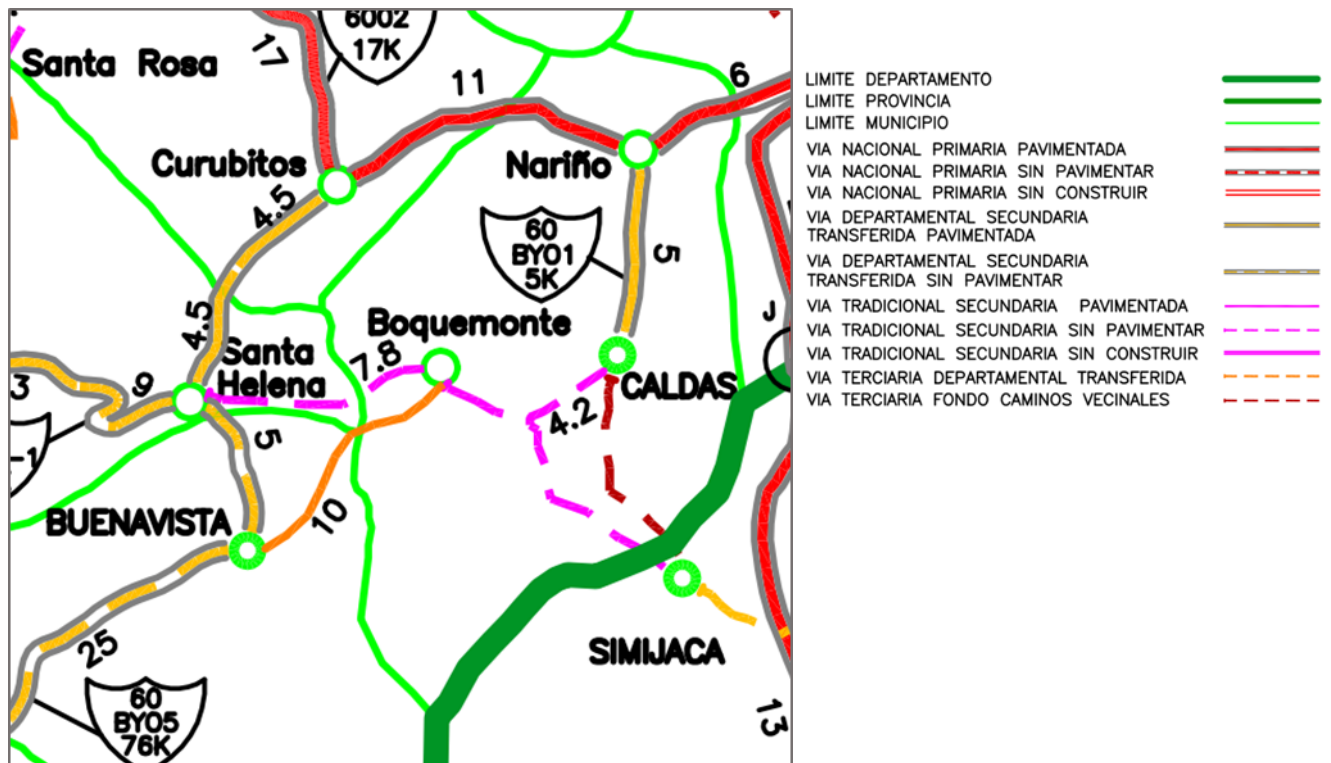 6002
17K
17
Santa Rosa
11
6
Curubitos
Nariño
4.5
60
BY01
5K
5
4.5
Boquemonte
J
Santa
Helena
7.8
CALDAS
3
9
4.2
5
-1
BUENAVISTA
10
25
SIMIJACA
60
BY05
76K
13
LIMITE DEPARTAMENTO
LIMITE PROVINCIA
LIMITE MUNICIPIO
VIA NACIONAL PRIMARIA PAVIMENTADA
VIA NACIONAL PRIMARIA SIN PAVIMENTAR
VIA NACIONAL PRIMARIA SIN CONSTRUIR
VIA DEPARTAMENTAL SECUNDARIA
TRANSFERIDA PAVIMENTADA
VIA DEPARTAMENTAL SECUNDARIA
TRANSFERIDA SIN PAVIMENTAR
VIA TRADICIONAL SECUNDARIA PAVIMENTADA
VIA TRADICIONAL SECUNDARIA SIN PAVIMENTAR
VIA TRADICIONAL SECUNDARIA SIN CONSTRUIR
VIA TERCIARIA DEPARTAMENTAL TRANSFERIDA
VIA TERCIARIA FONDO CAMINOS VECINALES